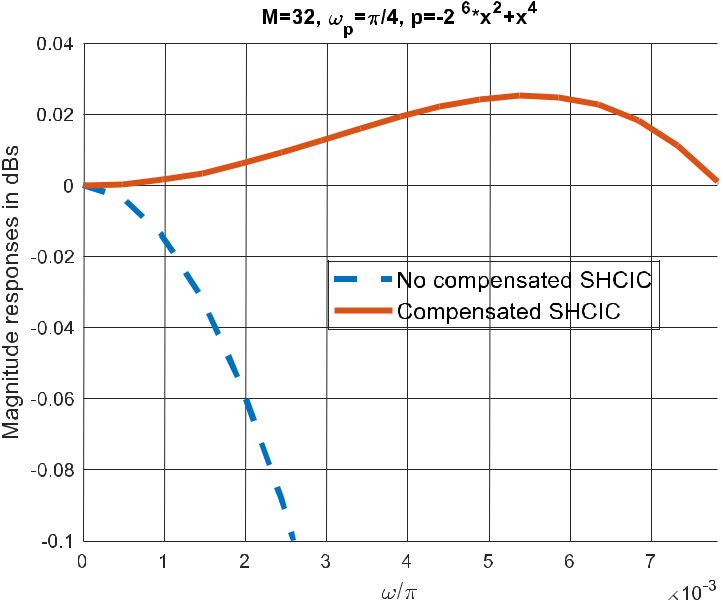 M=32, ω_p=π/4, p=-2 ^6*x^2+x^4
Magnitude responses in dBs
0.04
0.02
0
-0.02
-0.04
-0.06
-0.08
-0.1
No compensated SHCIC
Compensated SHCIC
0 1 2 3 4 5 6 7
ω/π
×10^-3